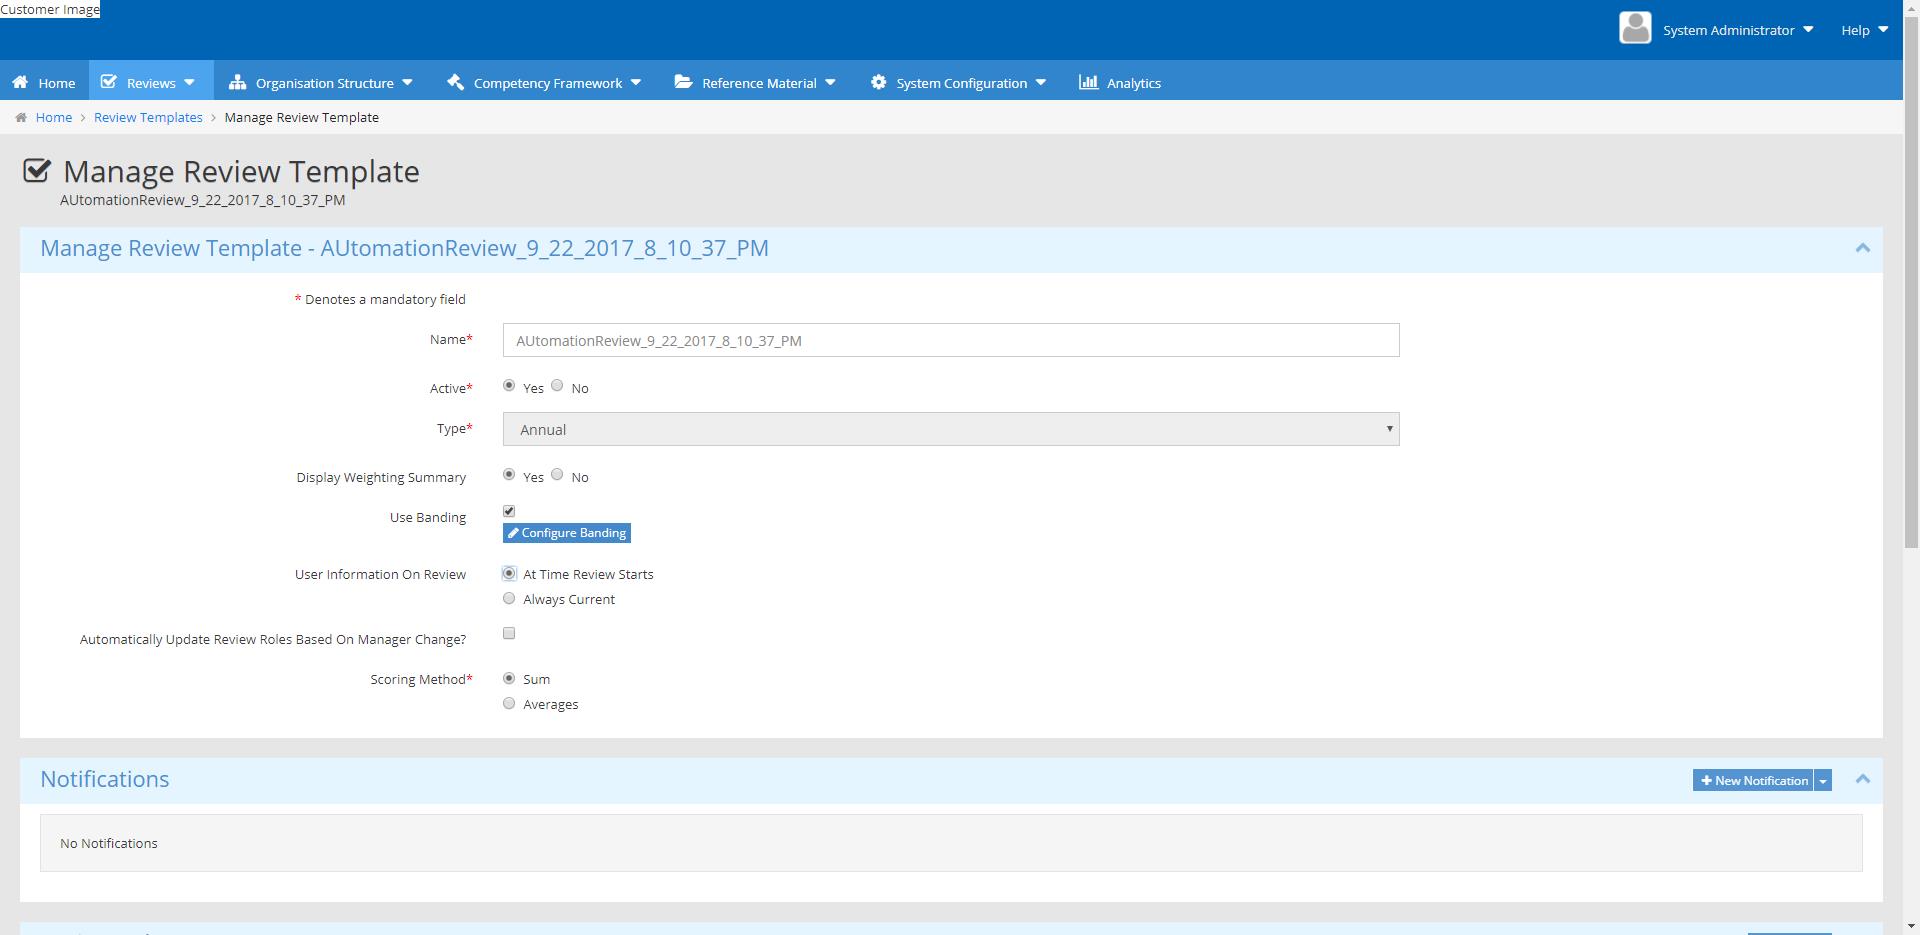 Customer Image
System Administrator Help
Home Reviews Organisation Structure Competency Framework Reference Material System Configuration Analytics
Home > Review Templates > Manage Review Template
Manage Review Template
AUtomationReview_9_22_2017_8_10_37_PM
Manage Review Template - AUtomationReview_9_22_2017_8_10_37_PM
* Denotes a mandatory field
Name* AUtomationReview_9_22_2017_8_10_37_PM
Active* Yes No
Type* Annual
Display Weighting Summary Yes No
Use Banding
Configure Banding
User Information On Review At Time Review Starts
Always Current
Automatically Update Review Roles Based On Manager Change?
Scoring Method* Sum
Averages
Notifications New Notification
No Notifications